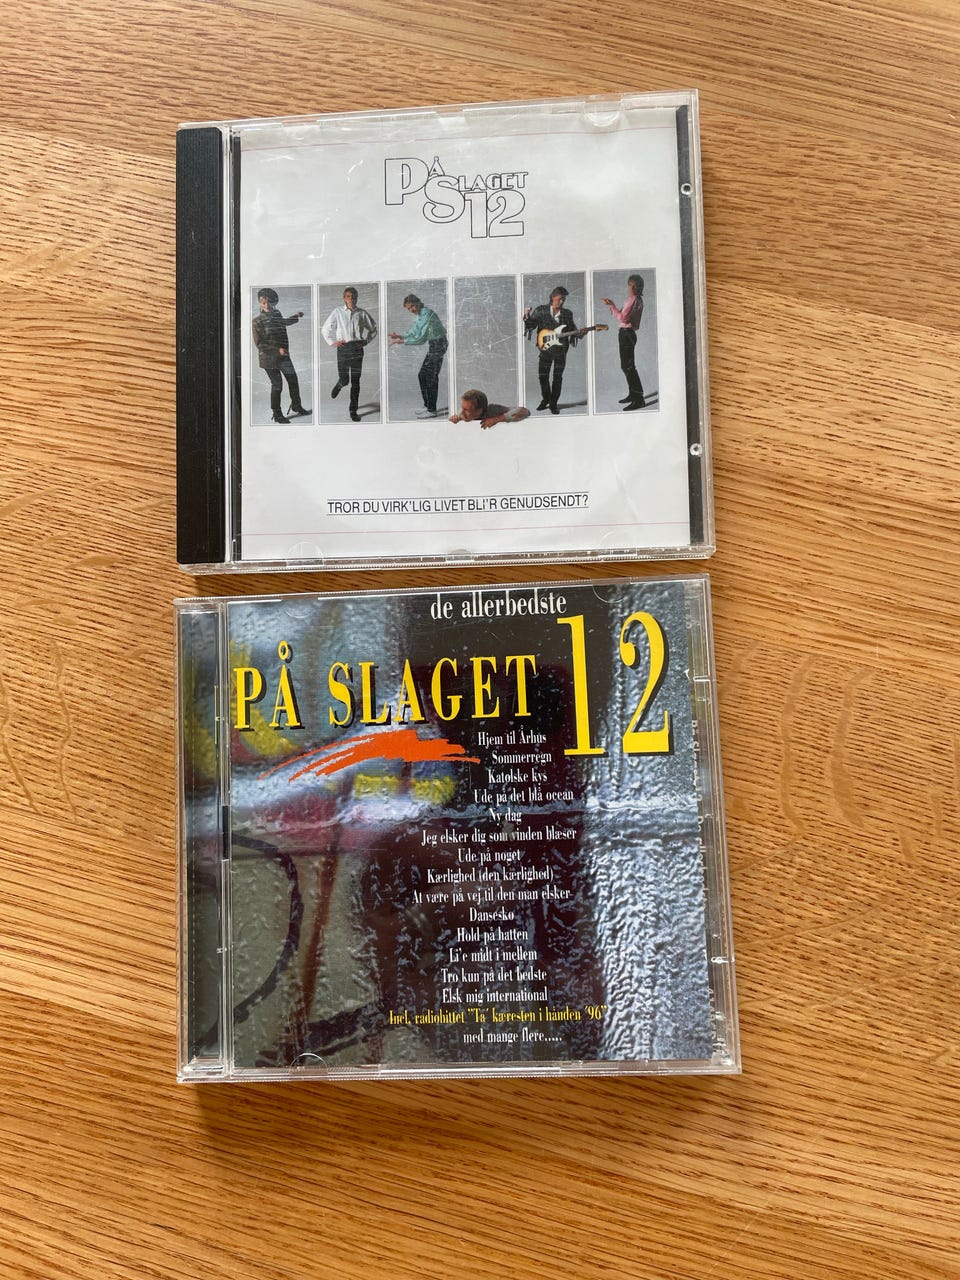 PÅ SLAGET
12
TROR DU VIRK'LIG LIVET BLI'R GENUDSENDT?
de allerbedste
PÅ SLAGET 12
Hjem til Århus
Sommerregn
Katolske kys
Ude på det blå ocean
Ny dag
Jeg elsker dig som vinden blæser
Ude på noget
Kærlighed (den kærlighed)
At være på vej til den man elsker
Dansesko
Hold på hatten
Li'e midt i mellem
Tro kun på det bedste
Elsk mig international
Incl. radiohittet "Ta' kæresten i hånden '96"
med mange flere.....